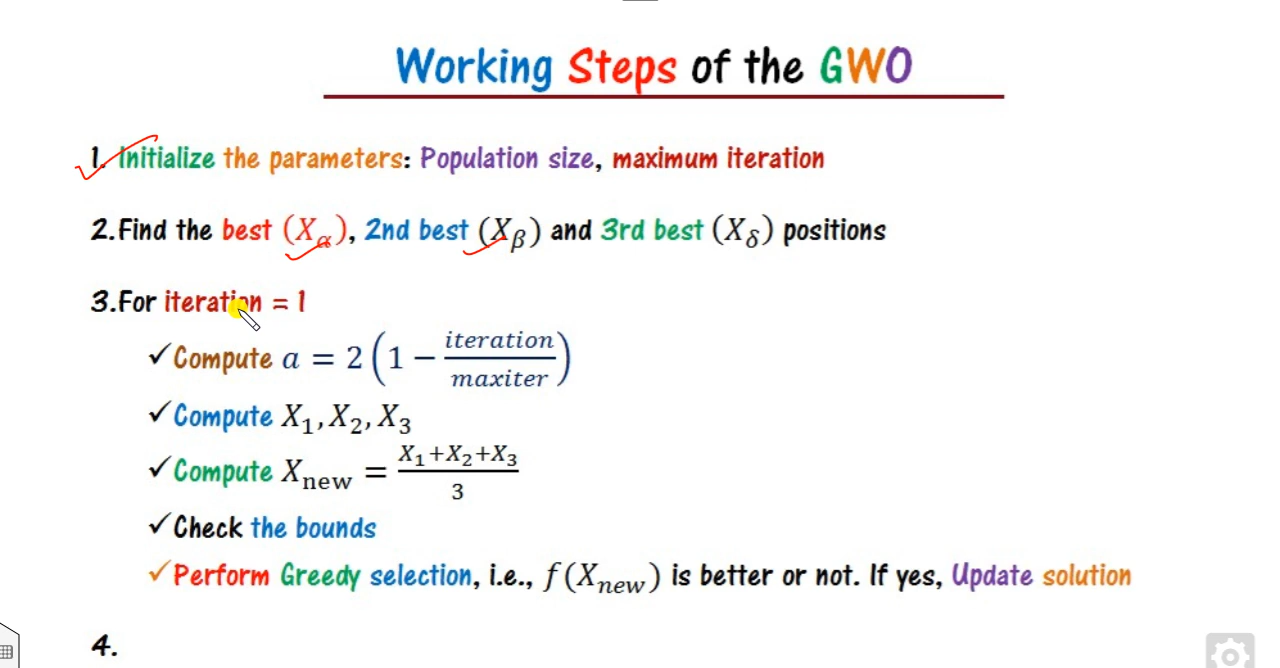 Working Steps of the GWO
1. Initialize the parameters: Population size, maximum iteration
2.Find the best (Xα), 2nd best (Xβ) and 3rd best (Xδ) positions
3.For iteration = 1
✓Compute a = 2(1 − iteration/maxiter)
✓Compute X₁, X₂, X₃
✓Compute Xnew = (X₁+X₂+X₃)/3
✓Check the bounds
✓Perform Greedy selection, i.e., f(Xnew) is better or not. If yes, Update solution
4.